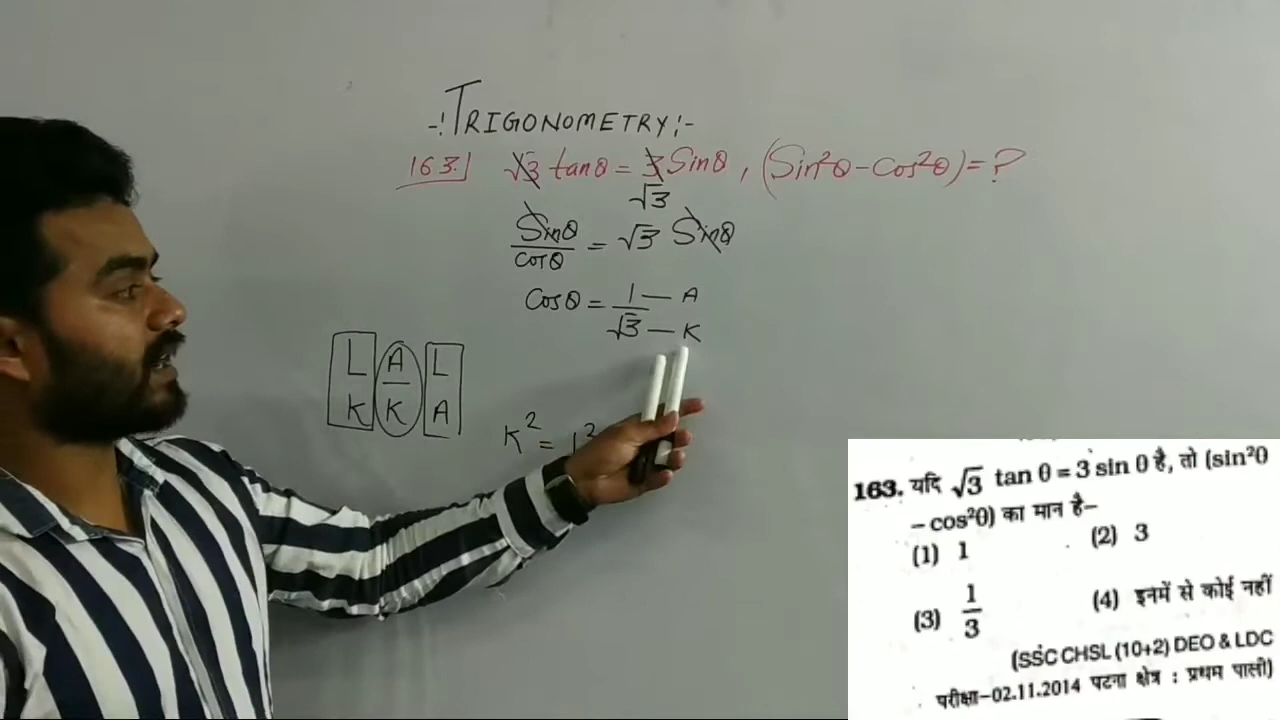 -:TRIGONOMETRY:-
163.] √3 tanθ = 3 Sinθ, (Sin²θ - Cos²θ) = ?
√3
Sinθ/cosθ = √3 Sinθ
Cosθ = 1/√3 — A — K
L A L
K K A
K² = 1²
163. यदि √3 tan θ = 3 sin θ है, तो (sin²θ
– cos²θ) का मान है–
(1) 1 (2) 3
(3) 1/3 (4) इनमें से कोई नहीं
(SSC CHSL (10+2) DEO & LDC
परीक्षा–02.11.2014 पटना क्षेत्र : प्रथम पाली)